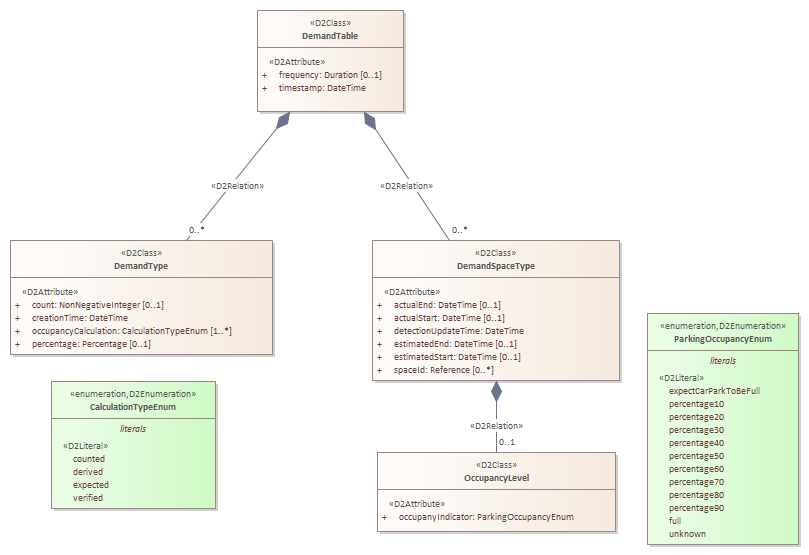 «D2Class»
DemandTable
«D2Attribute»
+ frequency: Duration [0..1]
+ timestamp: DateTime
«D2Relation»
«D2Relation»
0..*
0..*
«D2Class»
DemandType
«D2Attribute»
+ count: NonNegativeInteger [0..1]
+ creationTime: DateTime
+ occupancyCalculation: CalculationTypeEnum [1..*]
+ percentage: Percentage [0..1]
«D2Class»
DemandSpaceType
«D2Attribute»
+ actualEnd: DateTime [0..1]
+ actualStart: DateTime [0..1]
+ detectionUpdateTime: DateTime
+ estimatedEnd: DateTime [0..1]
+ estimatedStart: DateTime [0..1]
+ spaceId: Reference [0..*]
«enumeration,D2Enumeration»
ParkingOccupancyEnum
literals
«D2Literal»
expectCarParkToBeFull
percentage10
percentage20
percentage30
percentage40
percentage50
percentage60
percentage70
percentage80
percentage90
full
unknown
«enumeration,D2Enumeration»
CalculationTypeEnum
literals
«D2Literal»
counted
derived
expected
verified
«D2Relation»
0..1
«D2Class»
OccupancyLevel
«D2Attribute»
+ occupanyIndicator: ParkingOccupancyEnum